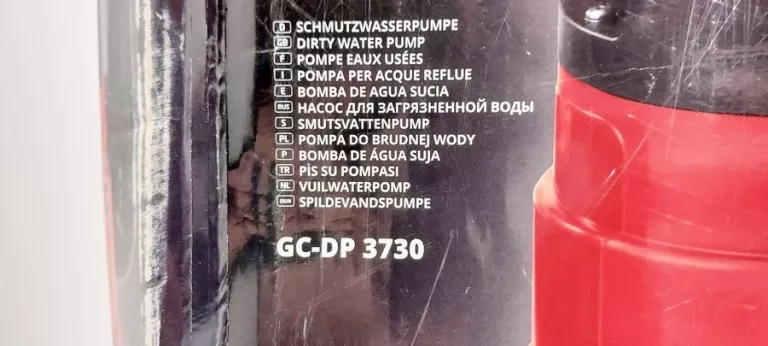 D SCHMUTZWASSERPUMPE
GB DIRTY WATER PUMP
F POMPE EAUX USÉES
I POMPA PER ACQUE REFLUE
E BOMBA DE AGUA SUCIA
RUS НАСОС ДЛЯ ЗАГРЯЗНЕННОЙ ВОДЫ
S SMUTSVATTENPUMP
PL POMPA DO BRUDNEJ WODY
P BOMBA DE ÁGUA SUJA
TR PİS SU POMPASI
NL VUILWATERPOMP
SPILDEVANDSPUMPE
GC-DP 3730